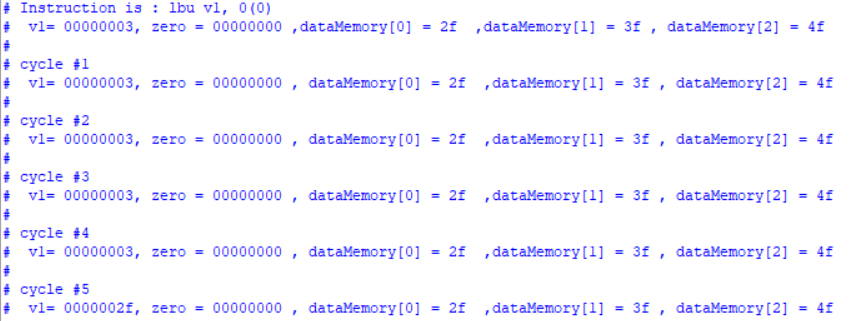 # Instruction is : lbu v1, 0(0)
#  v1= 00000003, zero = 00000000 ,dataMemory[0] = 2f  ,dataMemory[1] = 3f , dataMemory[2] = 4f
#
# cycle #1
#  v1= 00000003, zero = 00000000 , dataMemory[0] = 2f  ,dataMemory[1] = 3f , dataMemory[2] = 4f
#
# cycle #2
#  v1= 00000003, zero = 00000000 , dataMemory[0] = 2f  ,dataMemory[1] = 3f , dataMemory[2] = 4f
#
# cycle #3
#  v1= 00000003, zero = 00000000 , dataMemory[0] = 2f  ,dataMemory[1] = 3f , dataMemory[2] = 4f
#
# cycle #4
#  v1= 00000003, zero = 00000000 , dataMemory[0] = 2f  ,dataMemory[1] = 3f , dataMemory[2] = 4f
#
# cycle #5
#  v1= 0000002f, zero = 00000000 , dataMemory[0] = 2f  ,dataMemory[1] = 3f , dataMemory[2] = 4f